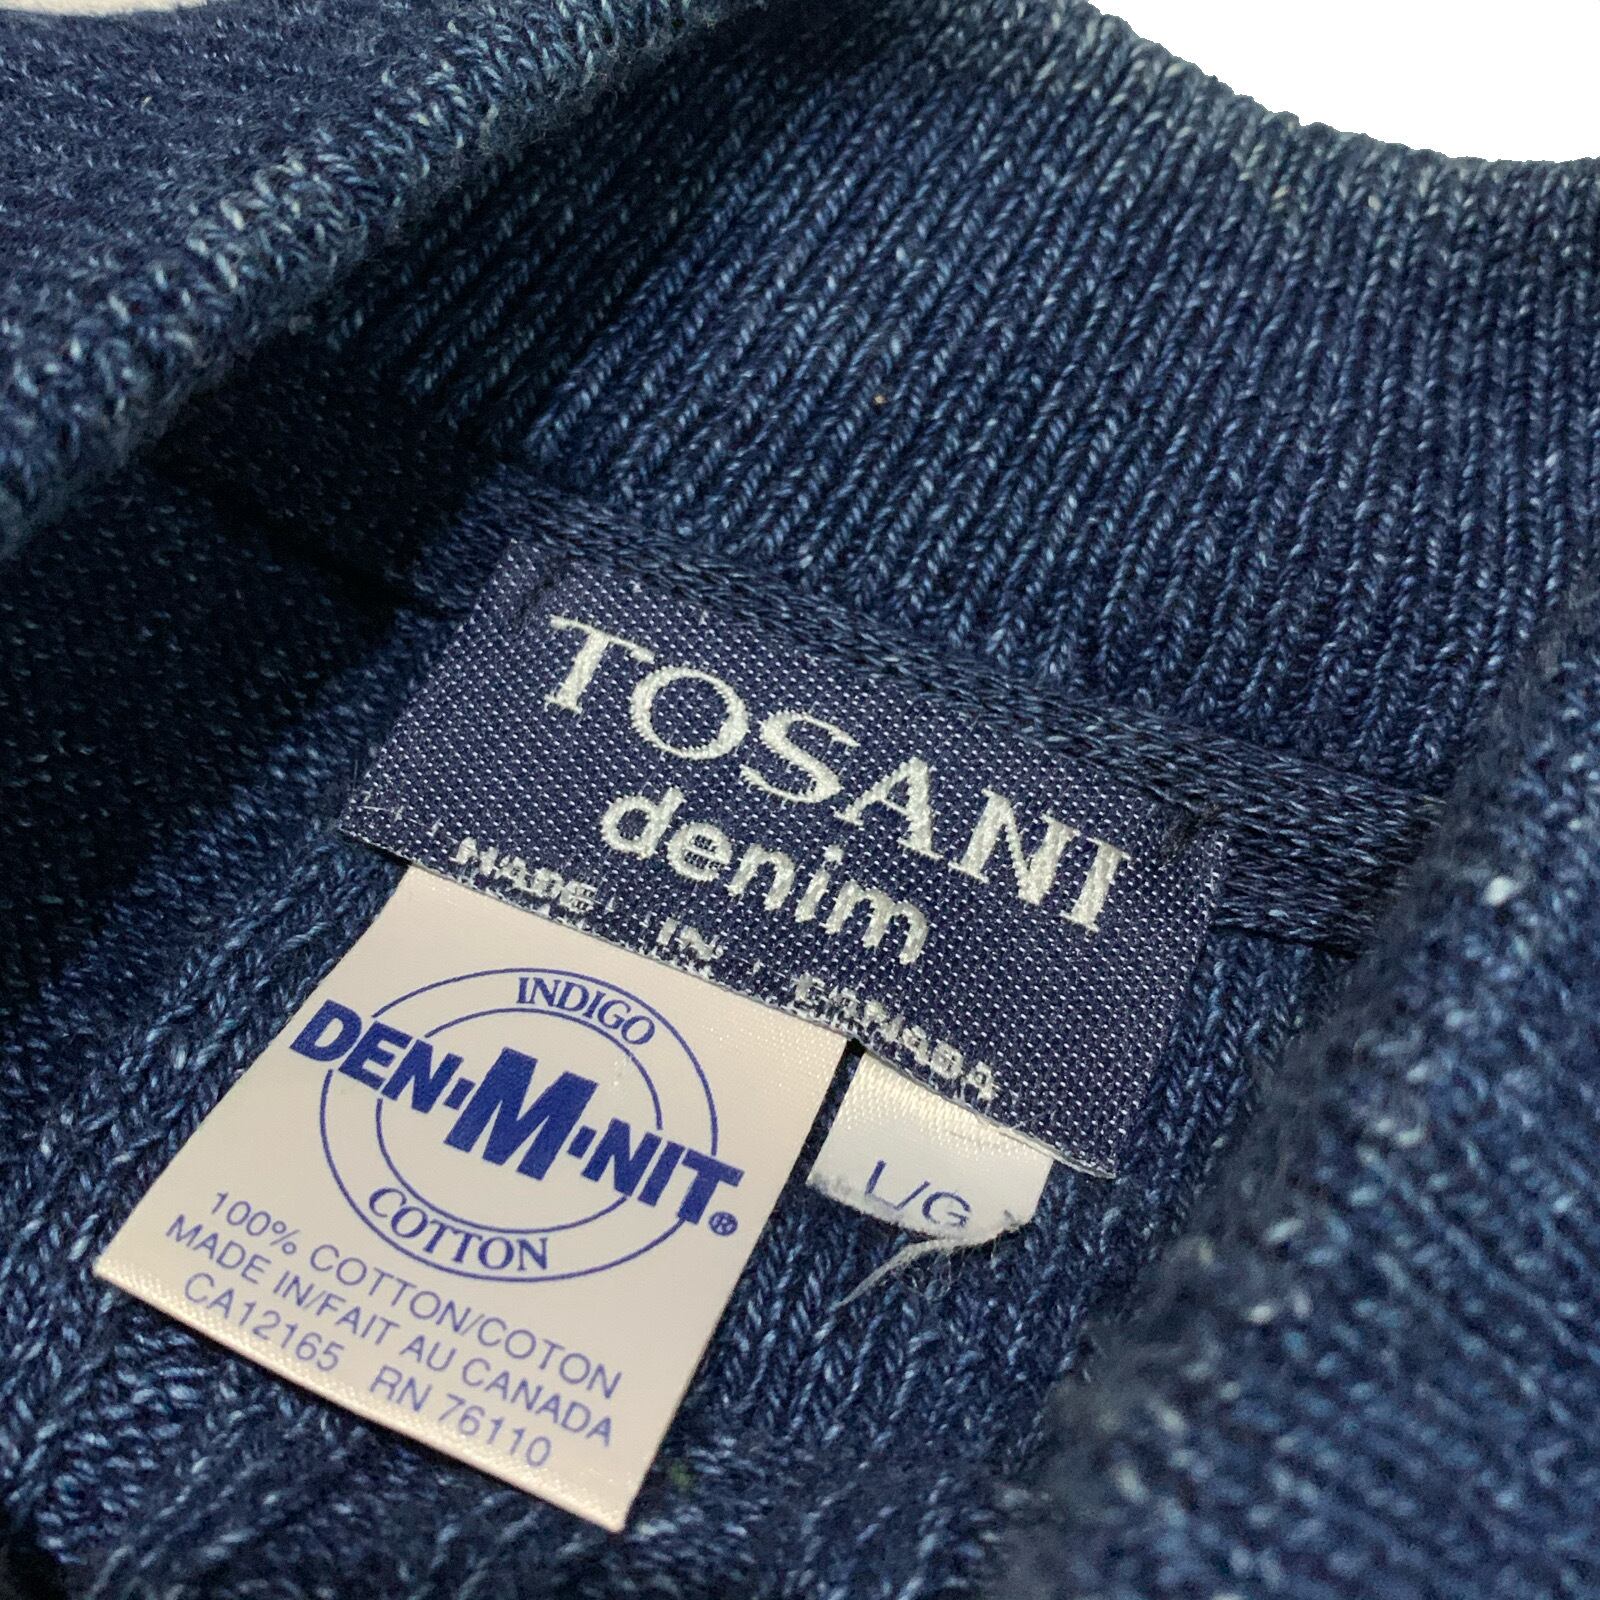 TOSANI
denim
MADE IN CANADA
INDIGO
DEN·M·NIT®
COTTON
100% COTTON/COTON
MADE IN/FAIT AU CANADA
CA12165 RN 76110
L/G